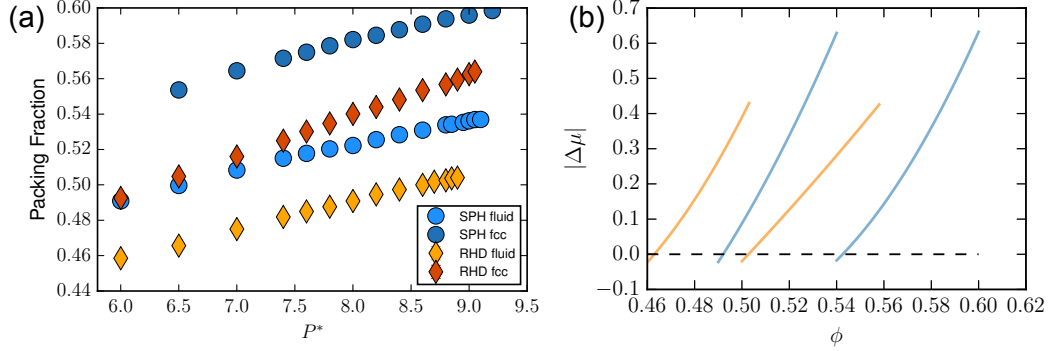 (a)
0.60
0.58
0.56
0.54
0.52
0.50
0.48
0.46
0.44
Packing Fraction
SPH fluid
SPH fcc
RHD fluid
RHD fcc
6.0 6.5 7.0 7.5 8.0 8.5 9.0 9.5
P*
(b)
0.7
0.6
0.5
0.4
0.3
0.2
0.1
0.0
−0.1
|Δμ|
0.46 0.48 0.50 0.52 0.54 0.56 0.58 0.60 0.62
ϕ